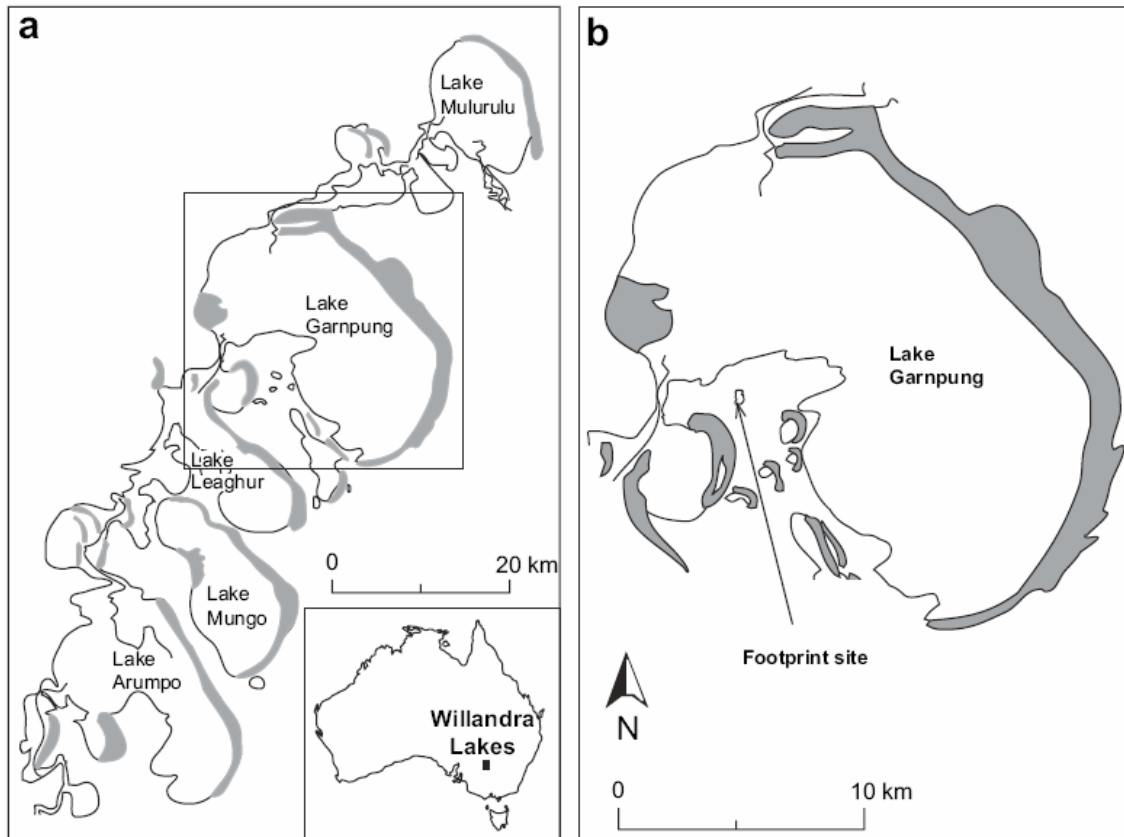 a
Lake
Mulurulu
Lake
Garnpung
Lake
Leaghur
Lake
Mungo
Lake
Arumpo
0 20 km
Willandra
Lakes
b
Lake
Garnpung
Footprint site
N
0 10 km